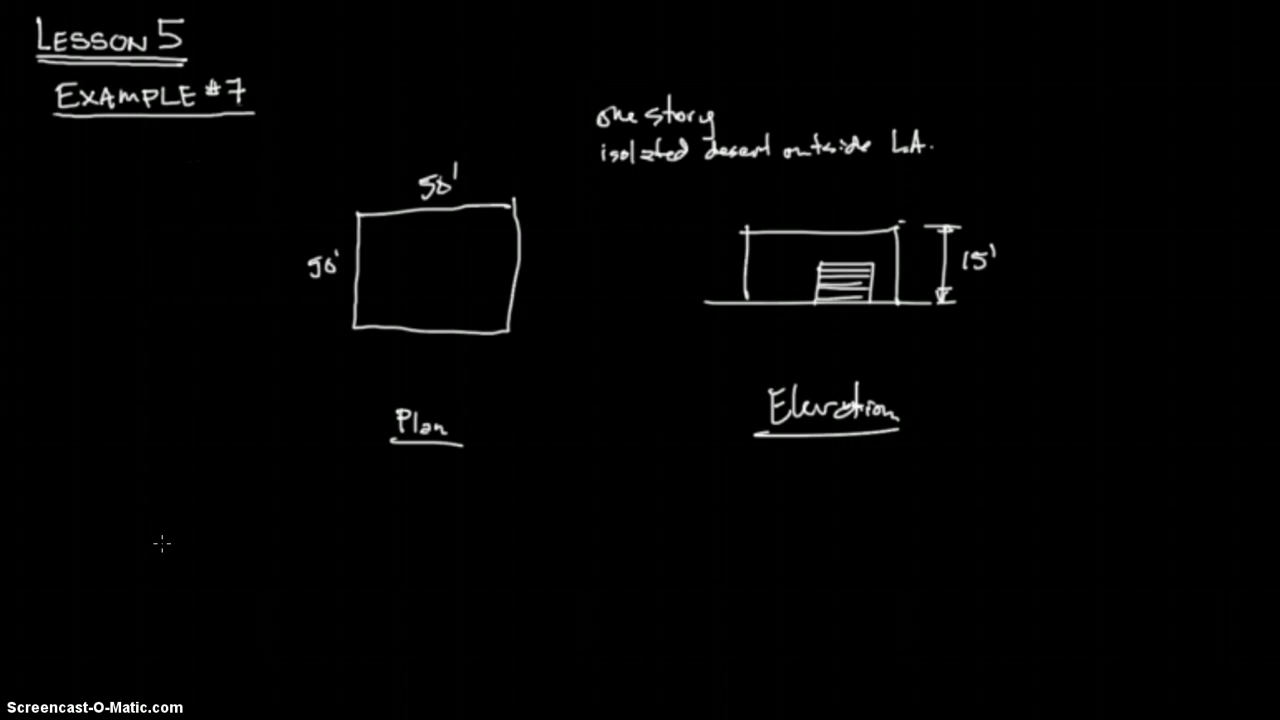 LESSON 5
EXAMPLE #7
one story
isolated desert outside L.A.
50'
50'
15'
Plan
Elevation
Screencast-O-Matic.com